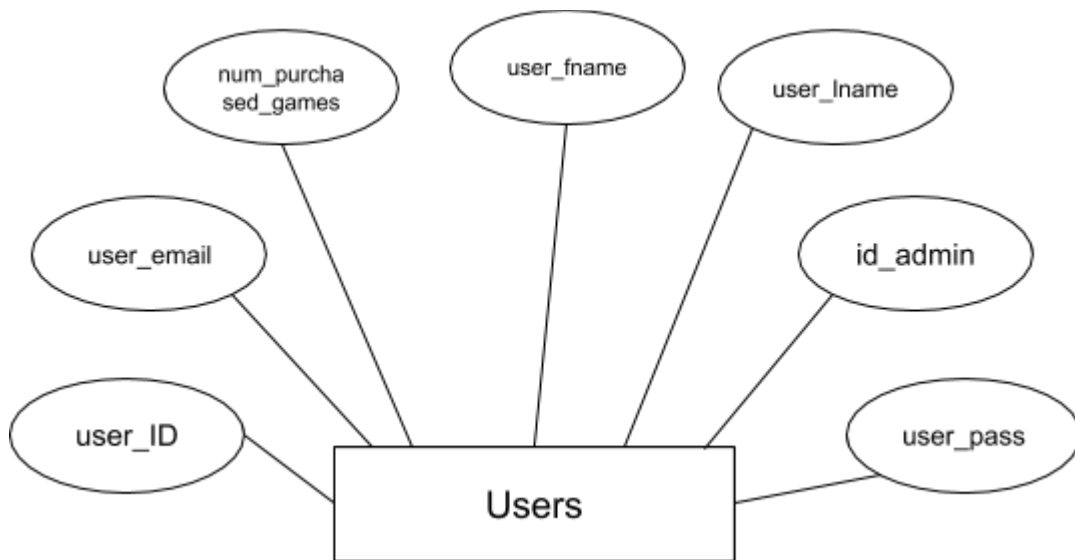 num_purcha
sed_games
user_fname
user_lname
user_email
id_admin
user_ID
user_pass
Users